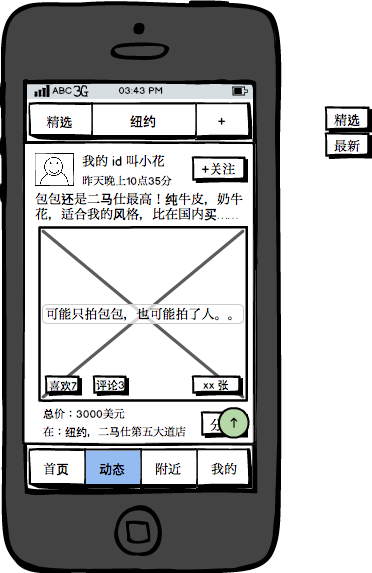 ABC 3G 03:43 PM
精选 纽约 +
精选
最新
我的 id 叫小花
昨天晚上10点35分
+关注
包包还是二马仕最高！纯牛皮，奶牛
花，适合我的风格，比在国内买……
可能只拍包包，也可能拍了人。。
喜欢7 评论3 xx 张
总价：3000美元
在：纽约，二马仕第五大道店
↑
首页 动态 附近 我的